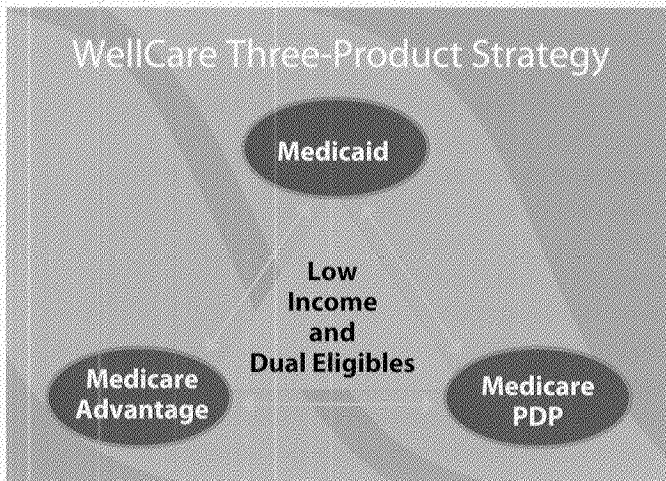 WellCare Three-Product Strategy
Medicaid
Low
Income
and
Dual Eligibles
Medicare
Advantage
Medicare
PDP